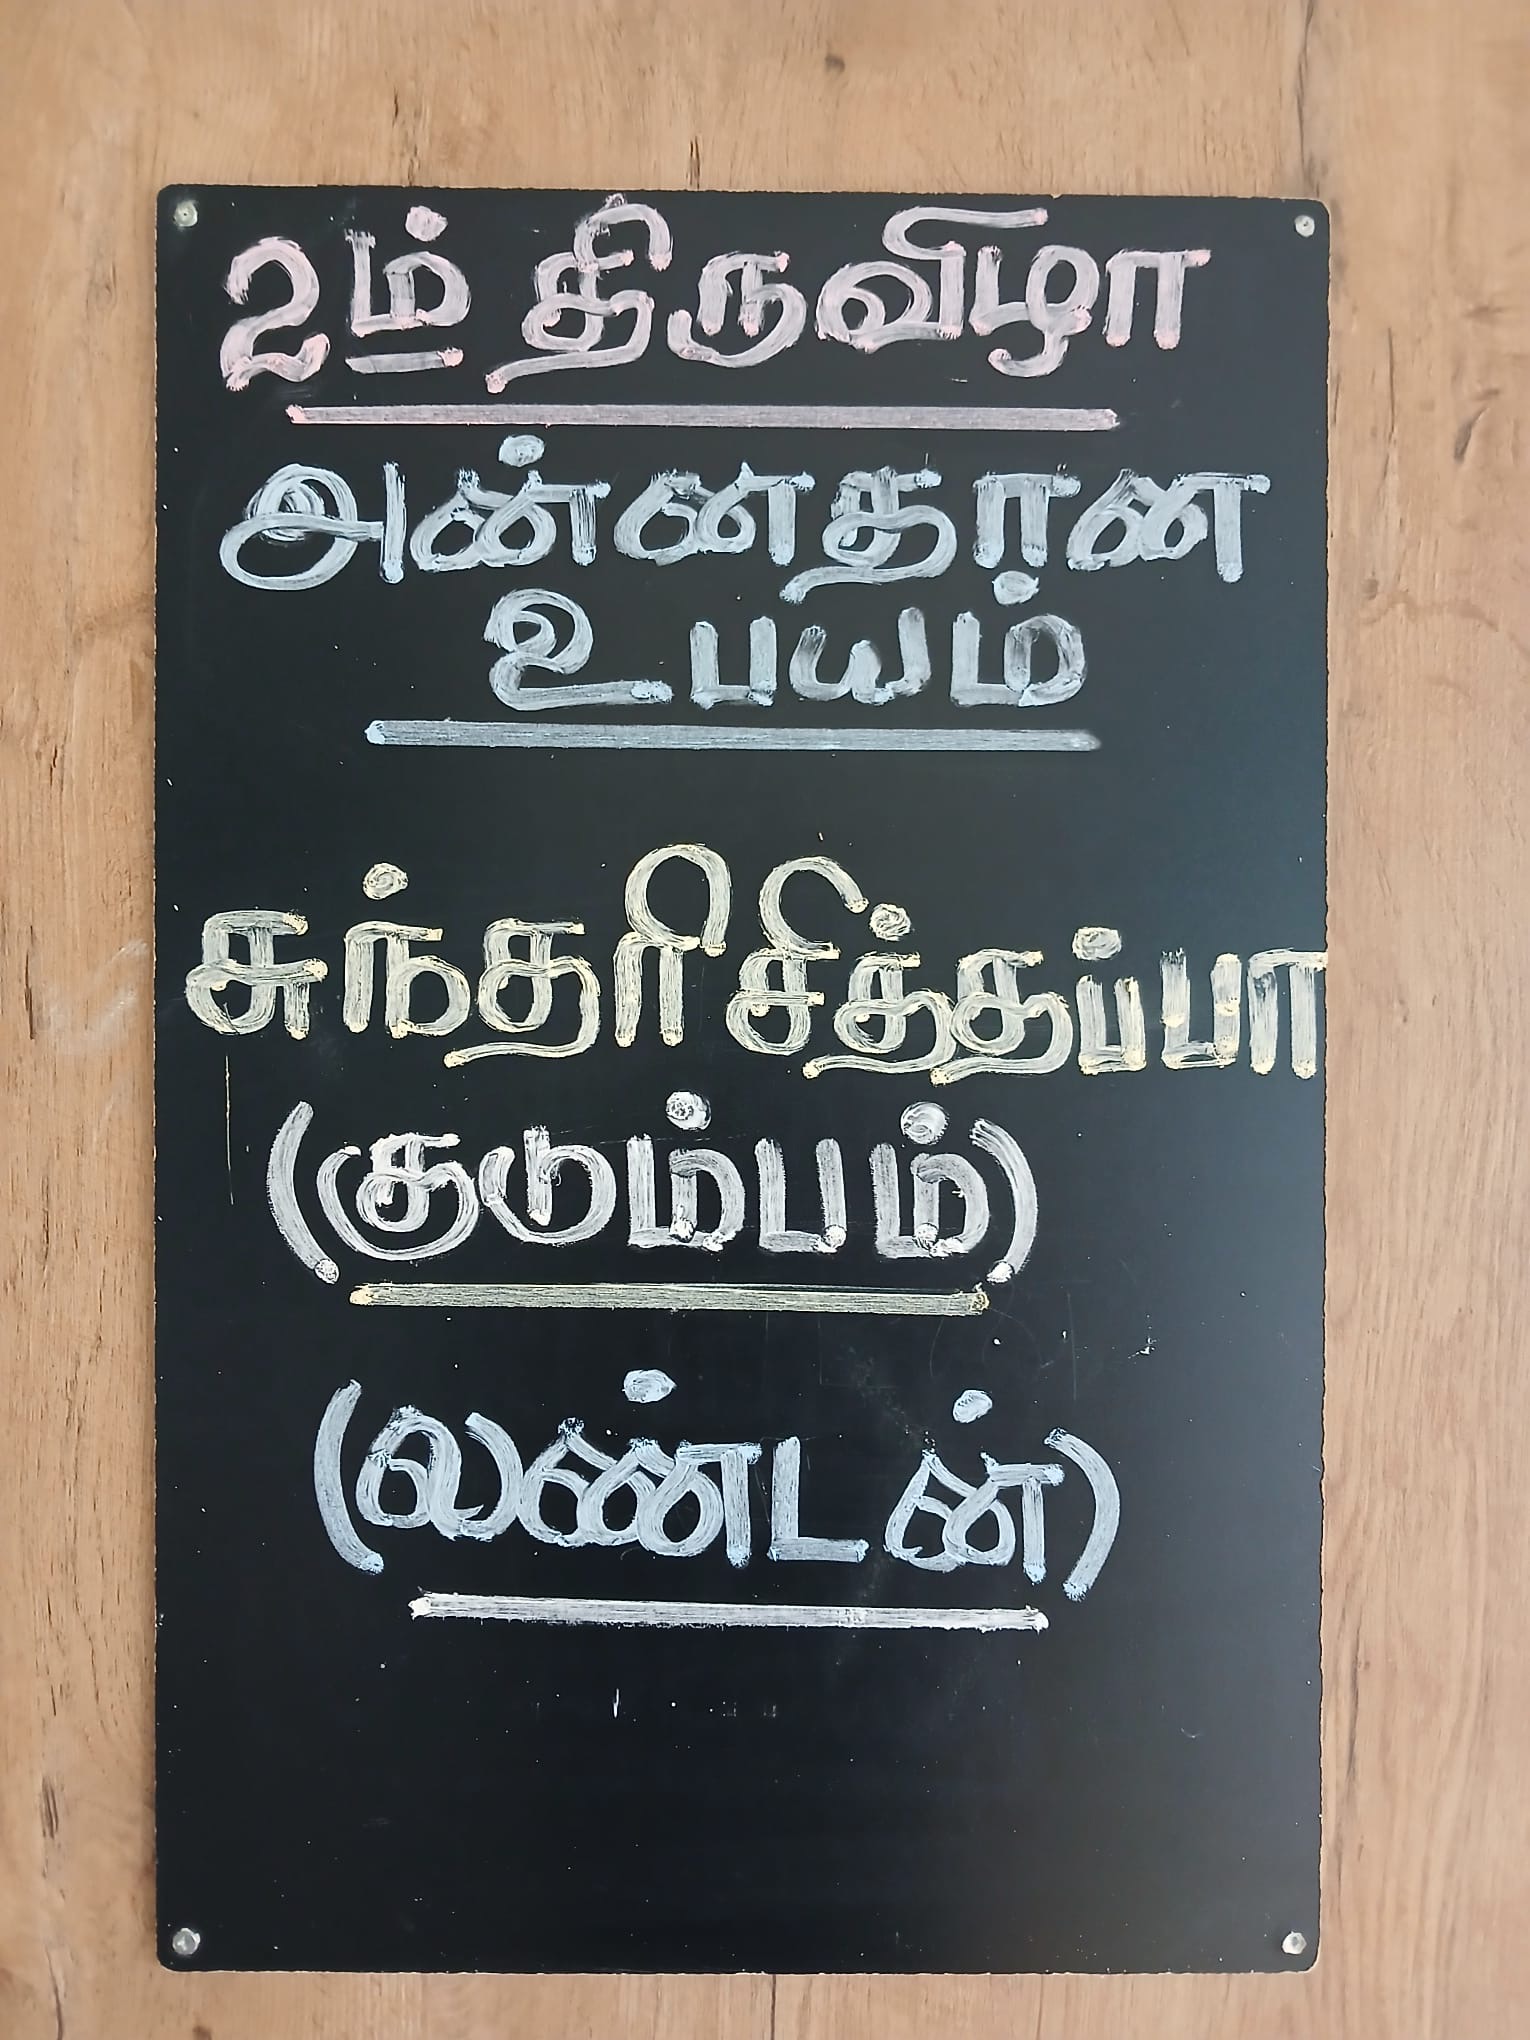 2ம் திருவிழா
அன்னதான
உபயம்
சுந்தரி சித்தப்பா
(குடும்பம்)
(லண்டன்)